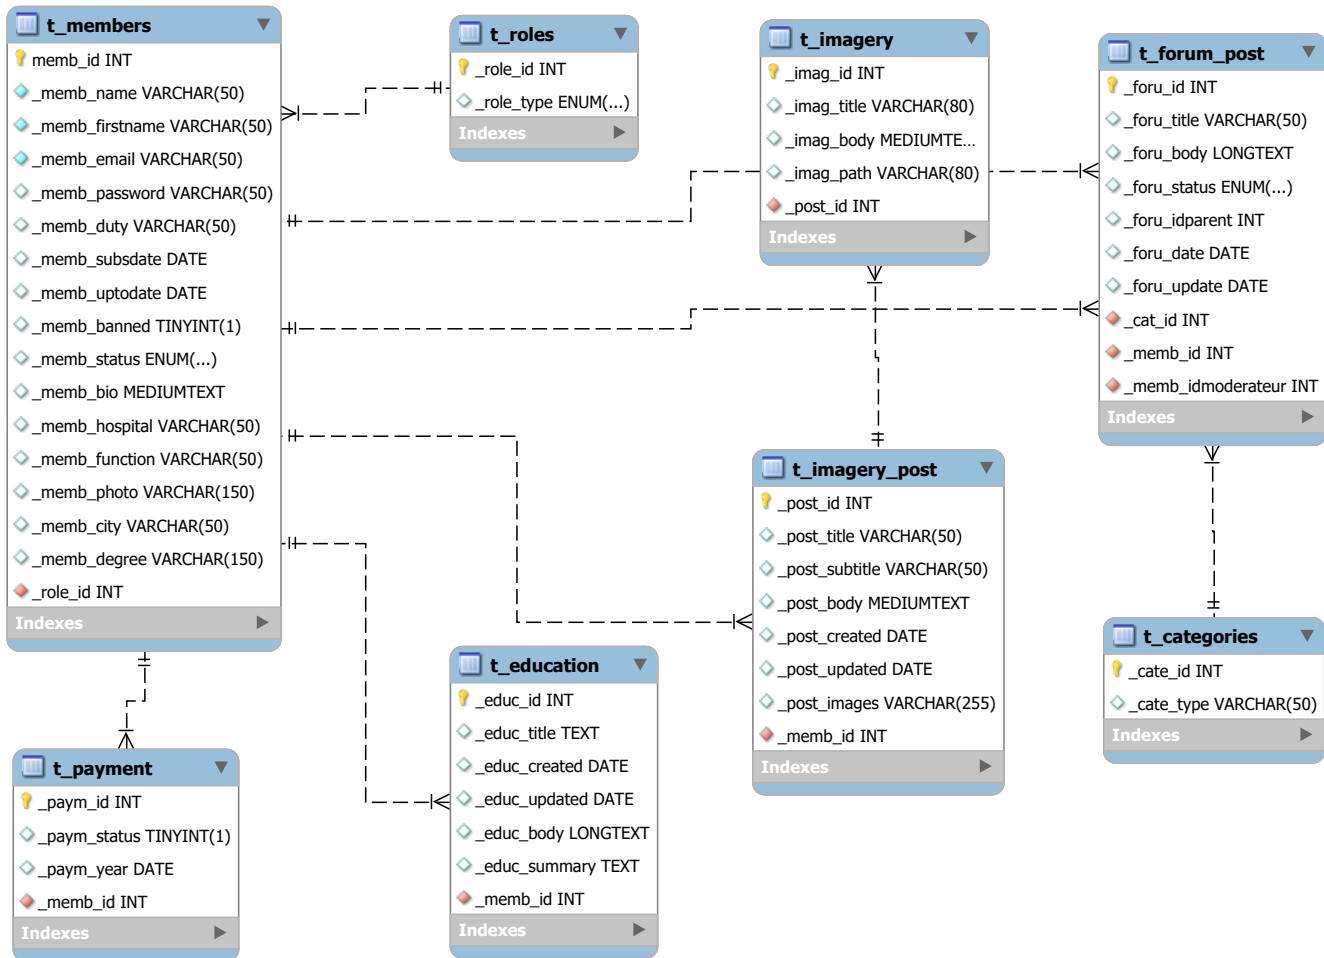 t_members
memb_id INT
_memb_name VARCHAR(50)
_memb_firstname VARCHAR(50)
_memb_email VARCHAR(50)
_memb_password VARCHAR(50)
_memb_duty VARCHAR(50)
_memb_subsdate DATE
_memb_uptodate DATE
_memb_banned TINYINT(1)
_memb_status ENUM(...)
_memb_bio MEDIUMTEXT
_memb_hospital VARCHAR(50)
_memb_function VARCHAR(50)
_memb_photo VARCHAR(150)
_memb_city VARCHAR(50)
_memb_degree VARCHAR(150)
_role_id INT
Indexes
t_roles
_role_id INT
_role_type ENUM(...)
Indexes
t_imagery
_imag_id INT
_imag_title VARCHAR(80)
_imag_body MEDIUMTE...
_imag_path VARCHAR(80)
_post_id INT
Indexes
t_forum_post
_foru_id INT
_foru_title VARCHAR(50)
_foru_body LONGTEXT
_foru_status ENUM(...)
_foru_idparent INT
_foru_date DATE
_foru_update DATE
_cat_id INT
_memb_id INT
_memb_idmoderateur INT
Indexes
t_imagery_post
_post_id INT
_post_title VARCHAR(50)
_post_subtitle VARCHAR(50)
_post_body MEDIUMTEXT
_post_created DATE
_post_updated DATE
_post_images VARCHAR(255)
_memb_id INT
Indexes
t_categories
_cate_id INT
_cate_type VARCHAR(50)
Indexes
t_education
_educ_id INT
_educ_title TEXT
_educ_created DATE
_educ_updated DATE
_educ_body LONGTEXT
_educ_summary TEXT
_memb_id INT
Indexes
t_payment
_paym_id INT
_paym_status TINYINT(1)
_paym_year DATE
_memb_id INT
Indexes